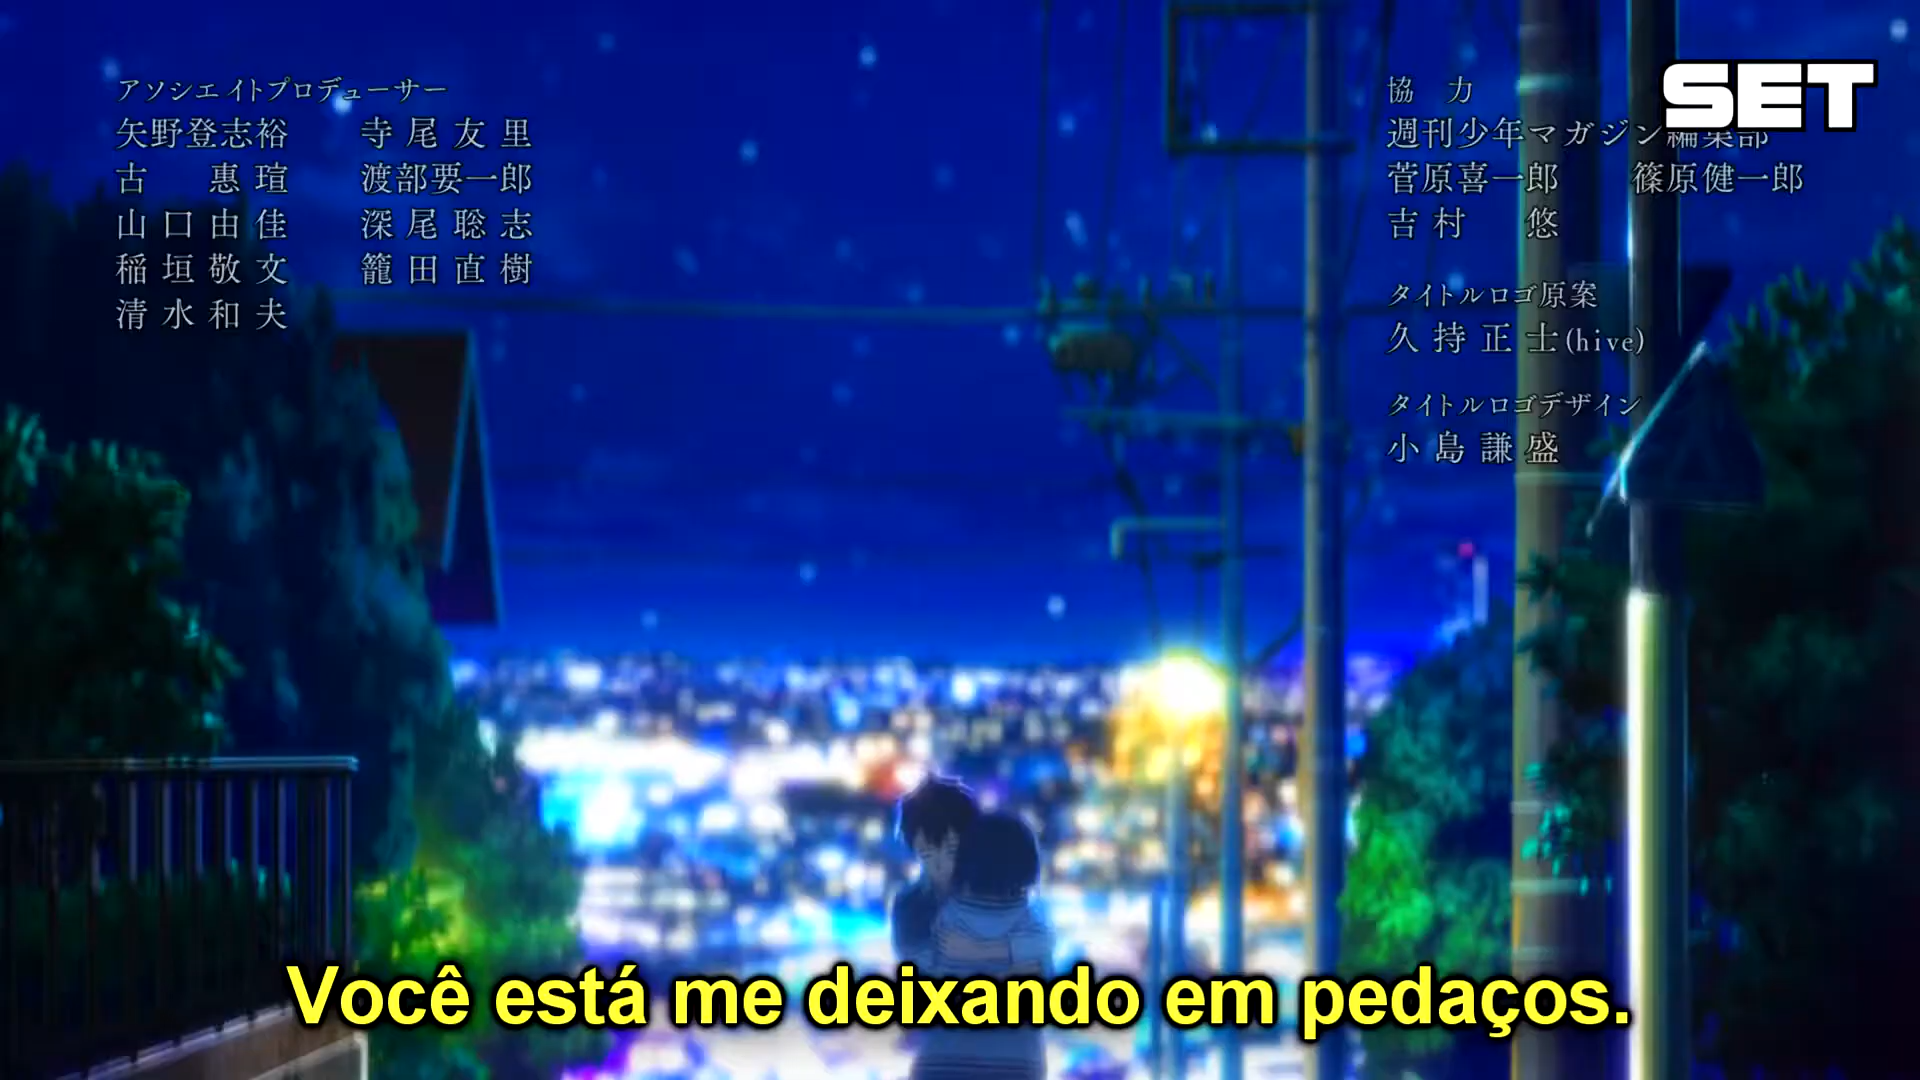 アソシエイトプロデューサー
矢野登志裕 寺尾友里
古 惠瑄 渡部要一郎
山口由佳 深尾聡志
稲垣敬文 籠田直樹
清水和夫
協 力
週刊少年マガジン編集部
菅原喜一郎 篠原健一郎
吉村 悠
タイトルロゴ原案
久持正士(hive)
タイトルロゴデザイン
小島謙盛
SET
Você está me deixando em pedaços.